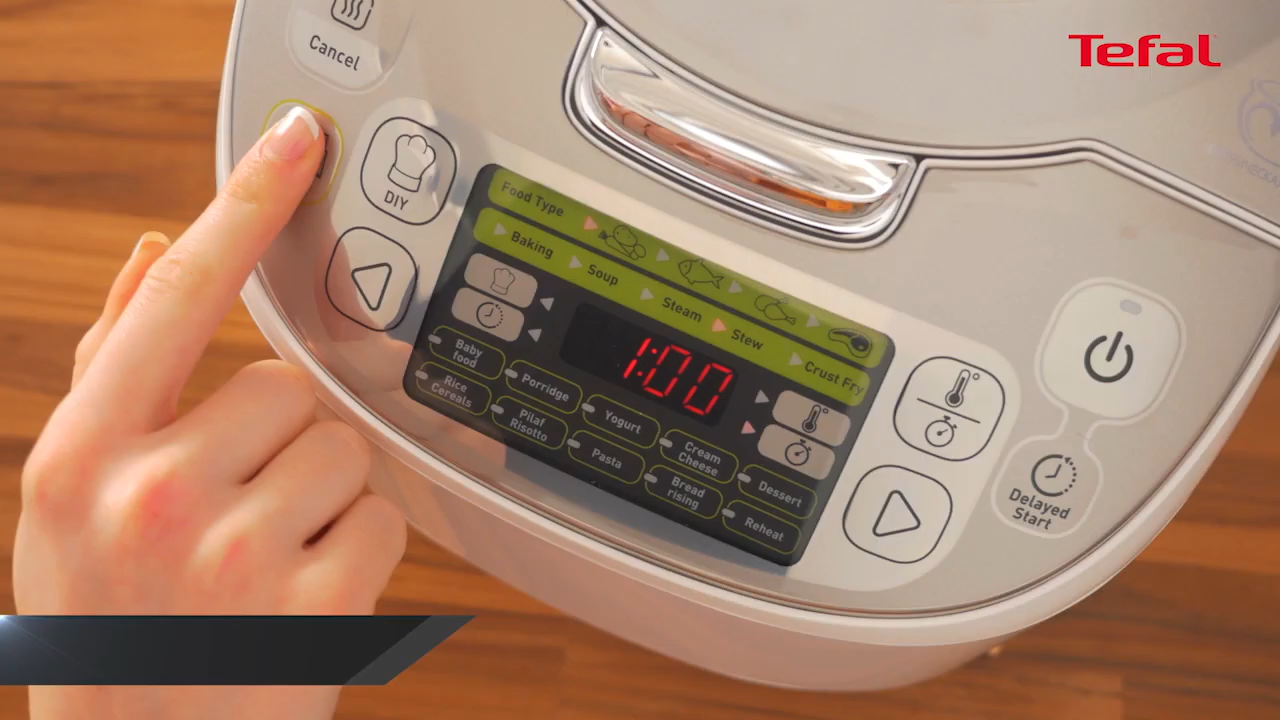 Tefal
Cancel
DIY
Food Type
Baking
Soup
Steam
Stew
Crust Fry
1:00
Baby
food
Porridge
Yogurt
Cream
Cheese
Dessert
Rice
Cereals
Pilaf
Risotto
Pasta
Bread
rising
Reheat
Delayed
Start